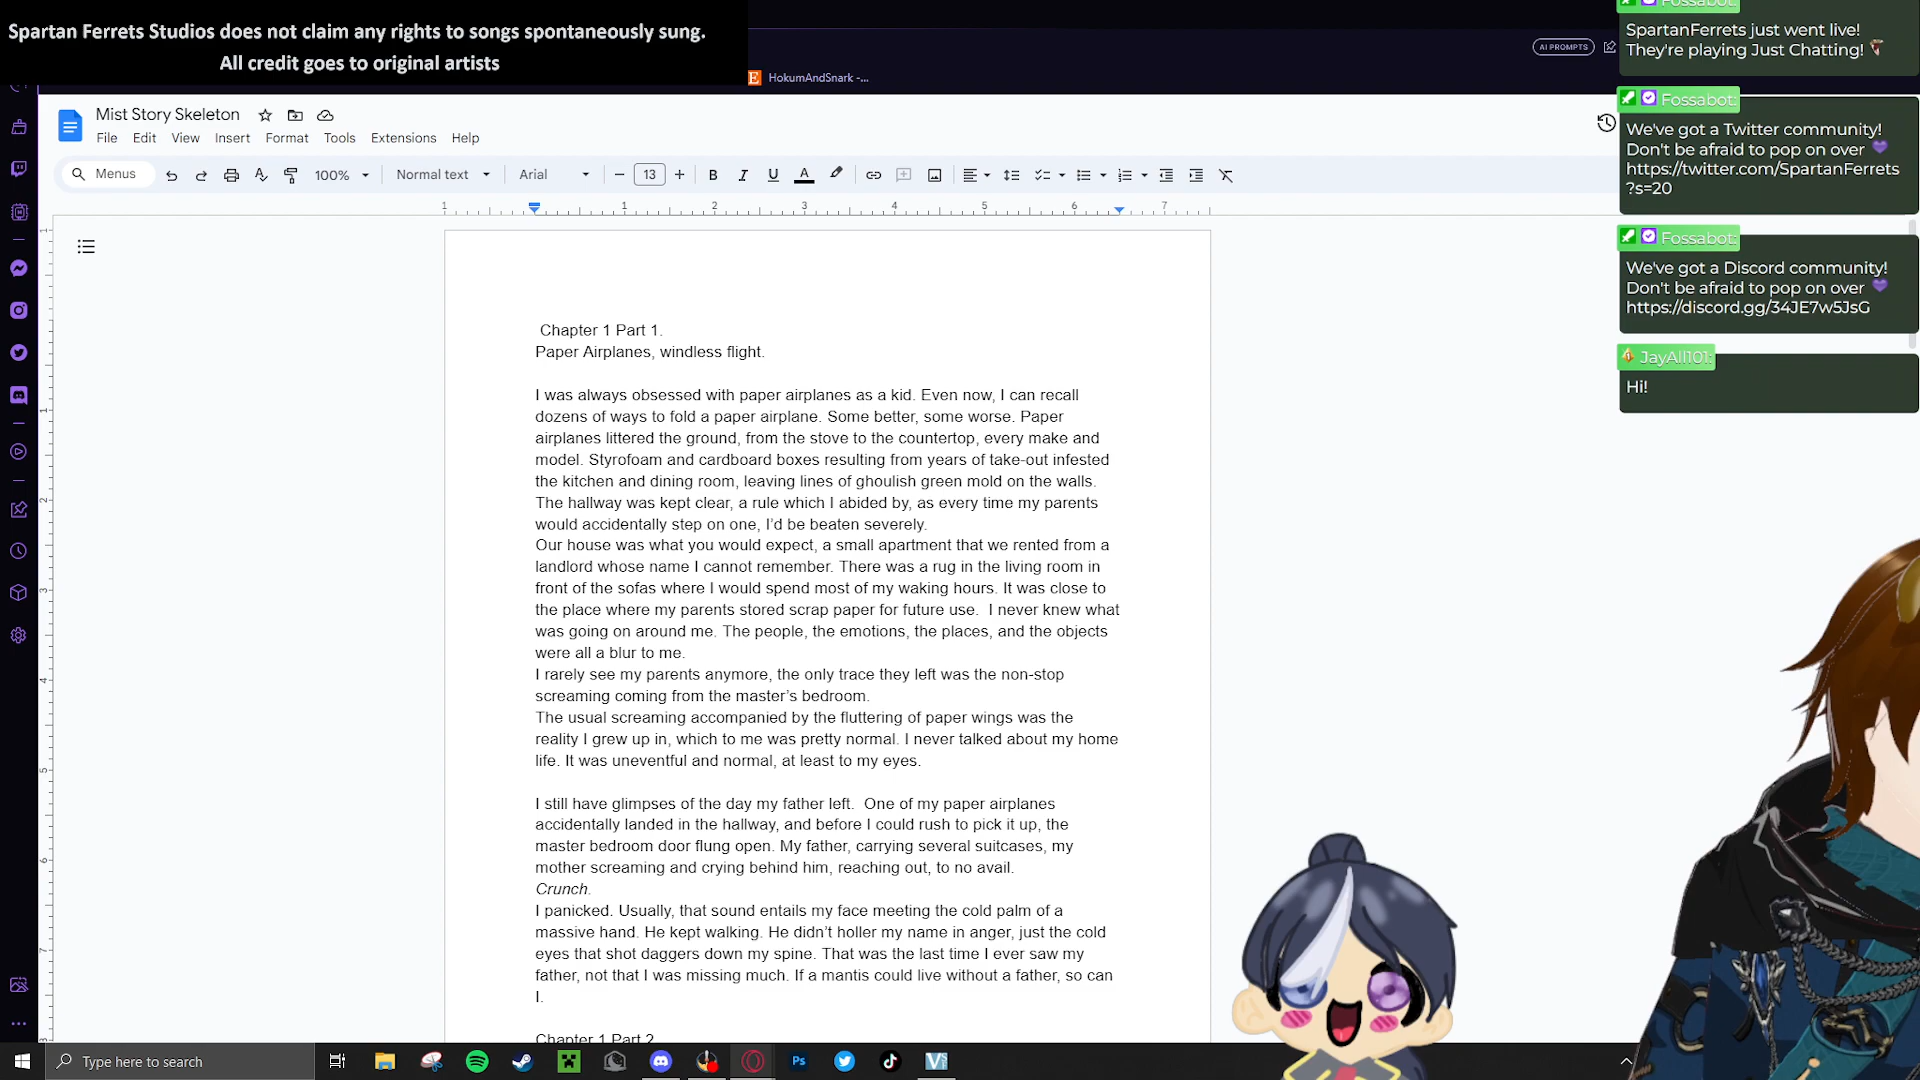 Spartan Ferrets Studios does not claim any rights to songs spontaneously sung.
All credit goes to original artists
HokumAndSnark -...
AI PROMPTS
Mist Story Skeleton
File Edit View Insert Format Tools Extensions Help
Menus 100% Normal text Arial 13
1 1 2 3 4 5 6 7
Chapter 1 Part 1.
Paper Airplanes, windless flight.
I was always obsessed with paper airplanes as a kid. Even now, I can recall
dozens of ways to fold a paper airplane. Some better, some worse. Paper
airplanes littered the ground, from the stove to the countertop, every make and
model. Styrofoam and cardboard boxes resulting from years of take-out infested
the kitchen and dining room, leaving lines of ghoulish green mold on the walls.
The hallway was kept clear, a rule which I abided by, as every time my parents
would accidentally step on one, I'd be beaten severely.
Our house was what you would expect, a small apartment that we rented from a
landlord whose name I cannot remember. There was a rug in the living room in
front of the sofas where I would spend most of my waking hours. It was close to
the place where my parents stored scrap paper for future use.  I never knew what
was going on around me. The people, the emotions, the places, and the objects
were all a blur to me.
I rarely see my parents anymore, the only trace they left was the non-stop
screaming coming from the master's bedroom.
The usual screaming accompanied by the fluttering of paper wings was the
reality I grew up in, which to me was pretty normal. I never talked about my home
life. It was uneventful and normal, at least to my eyes.
I still have glimpses of the day my father left.  One of my paper airplanes
accidentally landed in the hallway, and before I could rush to pick it up, the
master bedroom door flung open. My father, carrying several suitcases, my
mother screaming and crying behind him, reaching out, to no avail.
Crunch.
I panicked. Usually, that sound entails my face meeting the cold palm of a
massive hand. He kept walking. He didn't holler my name in anger, just the cold
eyes that shot daggers down my spine. That was the last time I ever saw my
father, not that I was missing much. If a mantis could live without a father, so can
I.
Chapter 1 Part 2
Fossabot:
SpartanFerrets just went live!
They're playing Just Chatting!
Fossabot:
We've got a Twitter community!
Don't be afraid to pop on over
https://twitter.com/SpartanFerrets
?s=20
Fossabot:
We've got a Discord community!
Don't be afraid to pop on over
https://discord.gg/34JE7w5JsG
JayAll101:
Hi!
Type here to search
Ps